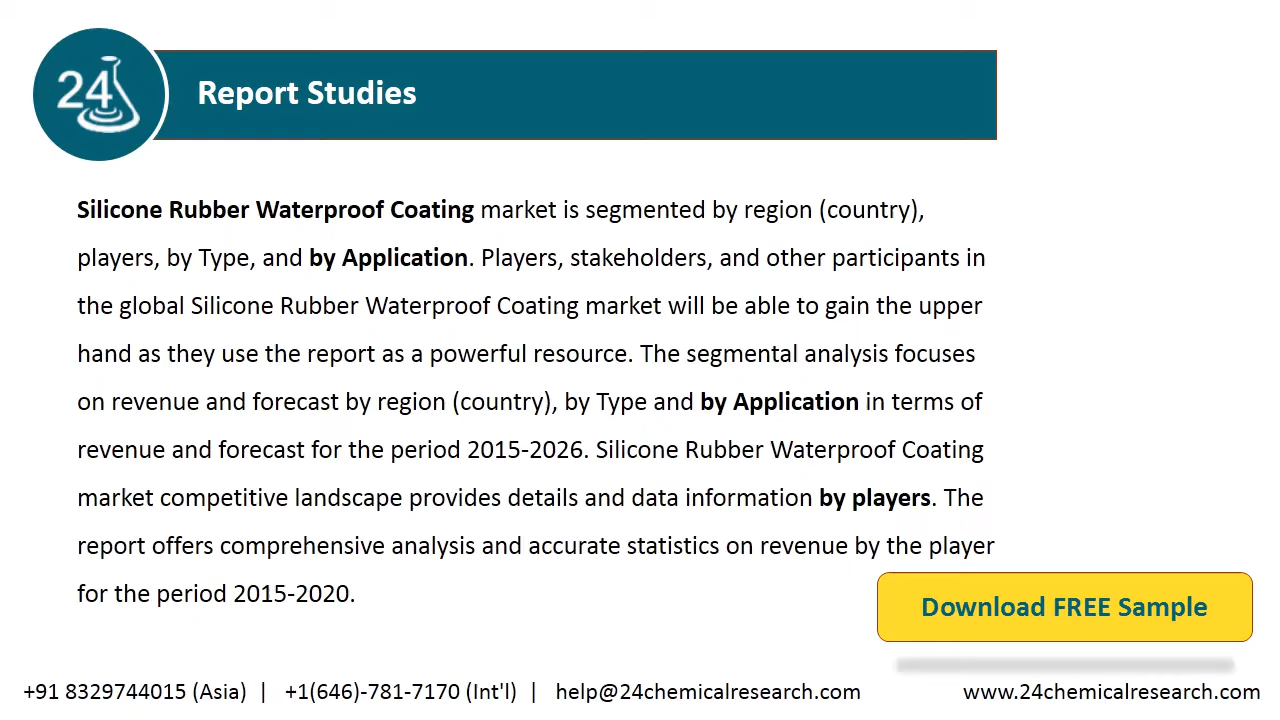 24
Report Studies
Silicone Rubber Waterproof Coating market is segmented by region (country),
players, by Type, and by Application. Players, stakeholders, and other participants in
the global Silicone Rubber Waterproof Coating market will be able to gain the upper
hand as they use the report as a powerful resource. The segmental analysis focuses
on revenue and forecast by region (country), by Type and by Application in terms of
revenue and forecast for the period 2015-2026. Silicone Rubber Waterproof Coating
market competitive landscape provides details and data information by players. The
report offers comprehensive analysis and accurate statistics on revenue by the player
for the period 2015-2020.
Download FREE Sample
+91 8329744015 (Asia) | +1(646)-781-7170 (Int'l) | help@24chemicalresearch.com www.24chemicalresearch.com